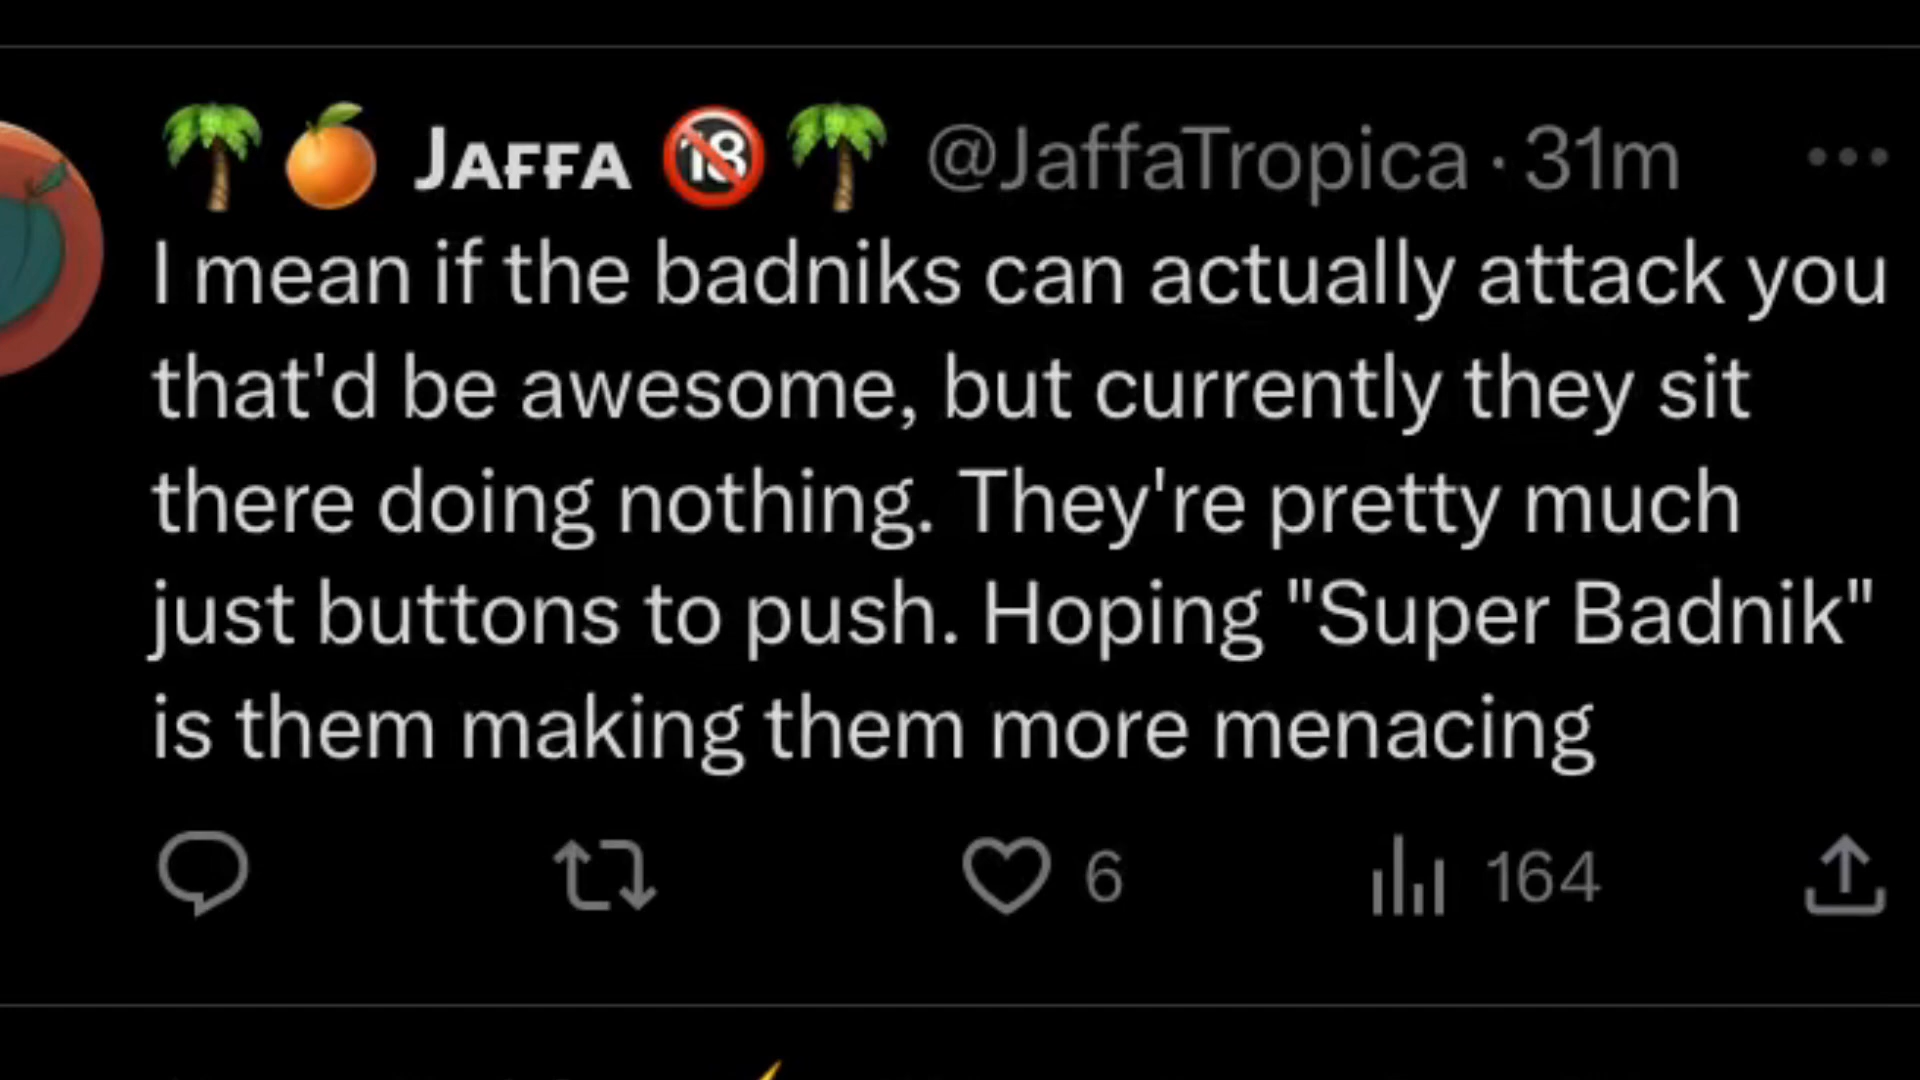 🌴🍊 Jaffa 🔞🌴 @JaffaTropica · 31m
I mean if the badniks can actually attack you
that'd be awesome, but currently they sit
there doing nothing. They're pretty much
just buttons to push. Hoping "Super Badnik"
is them making them more menacing
6 164